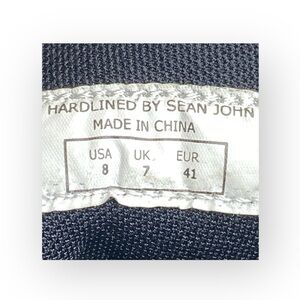 HARDLINED BY SEAN JOHN
MADE IN CHINA
USA UK EUR
8 7 41